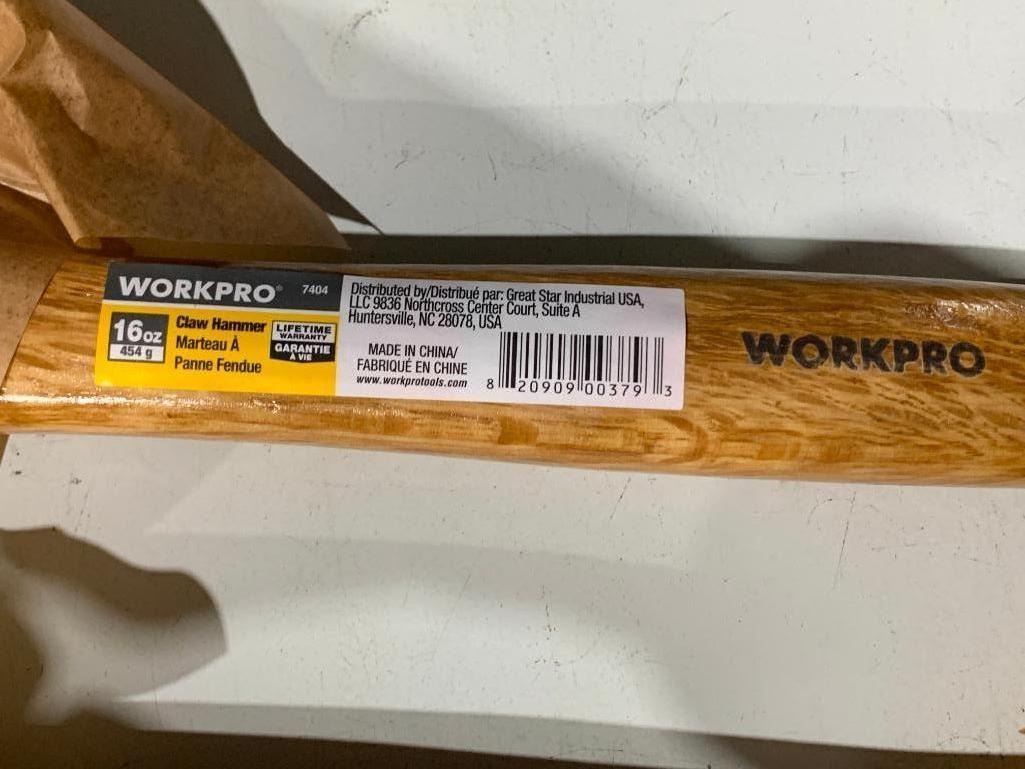 WORKPRO® 7404
16oz
454 g
Claw Hammer
Marteau À
Panne Fendue
LIFETIME
WARRANTY
GARANTIE
À VIE
Distributed by/Distribué par: Great Star Industrial USA,
LLC 9836 Northcross Center Court, Suite A
Huntersville, NC 28078, USA
MADE IN CHINA/
FABRIQUÉ EN CHINE
www.workprotools.com
8 20909 00379 3
WORKPRO